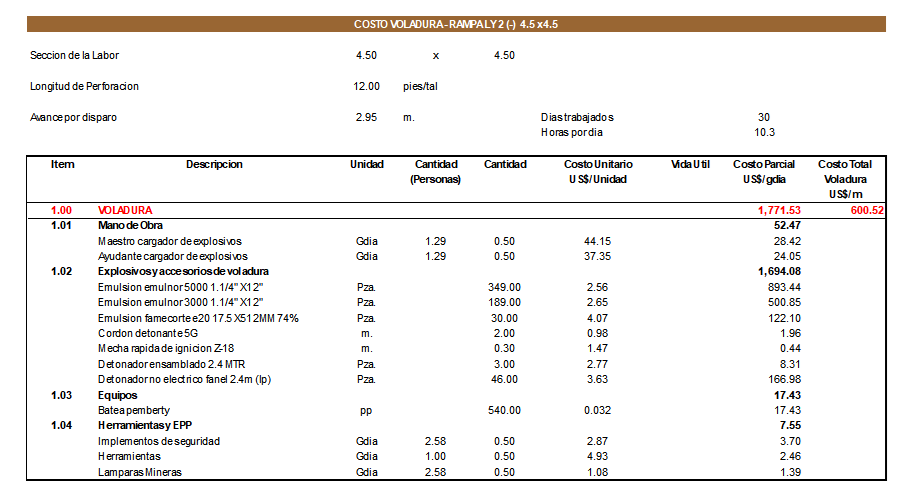 COSTO VOLADURA - RAMPA LY 2 (-) 4.5 x 4.5
Seccion de la Labor 4.50 x 4.50
Longitud de Perforacion 12.00 pies/tal
Avance por disparo 2.95 m. Dias trabajados 30
Horas por dia 10.3
Item Descripcion Unidad Cantidad Cantidad Costo Unitario Vida Util Costo Parcial Costo Total
(Personas) US$/Unidad US$/gdia Voladura
US$/m
1.00 VOLADURA 1,771.53 600.52
1.01 Mano de Obra 52.47
Maestro cargador de explosivos Gdia 1.29 0.50 44.15 28.42
Ayudante cargador de explosivos Gdia 1.29 0.50 37.35 24.05
1.02 Explosivos y accesorios de voladura 1,694.08
Emulsion emulnor 5000 1.1/4" X12" Pza. 349.00 2.56 893.44
Emulsion emulnor 3000 1.1/4" X12" Pza. 189.00 2.65 500.85
Emulsion famecorte e20 17.5 X512MM 74% Pza. 30.00 4.07 122.10
Cordon detonante 5G m. 2.00 0.98 1.96
Mecha rapida de ignicion Z-18 m. 0.30 1.47 0.44
Detonador ensamblado 2.4 MTR Pza. 3.00 2.77 8.31
Detonador no electrico fanel 2.4m (lp) Pza. 46.00 3.63 166.98
1.03 Equipos 17.43
Batea pemberty pp 540.00 0.032 17.43
1.04 Herramientas y EPP 7.55
Implementos de seguridad Gdia 2.58 0.50 2.87 3.70
Herramientas Gdia 1.00 0.50 4.93 2.46
Lamparas Mineras Gdia 2.58 0.50 1.08 1.39